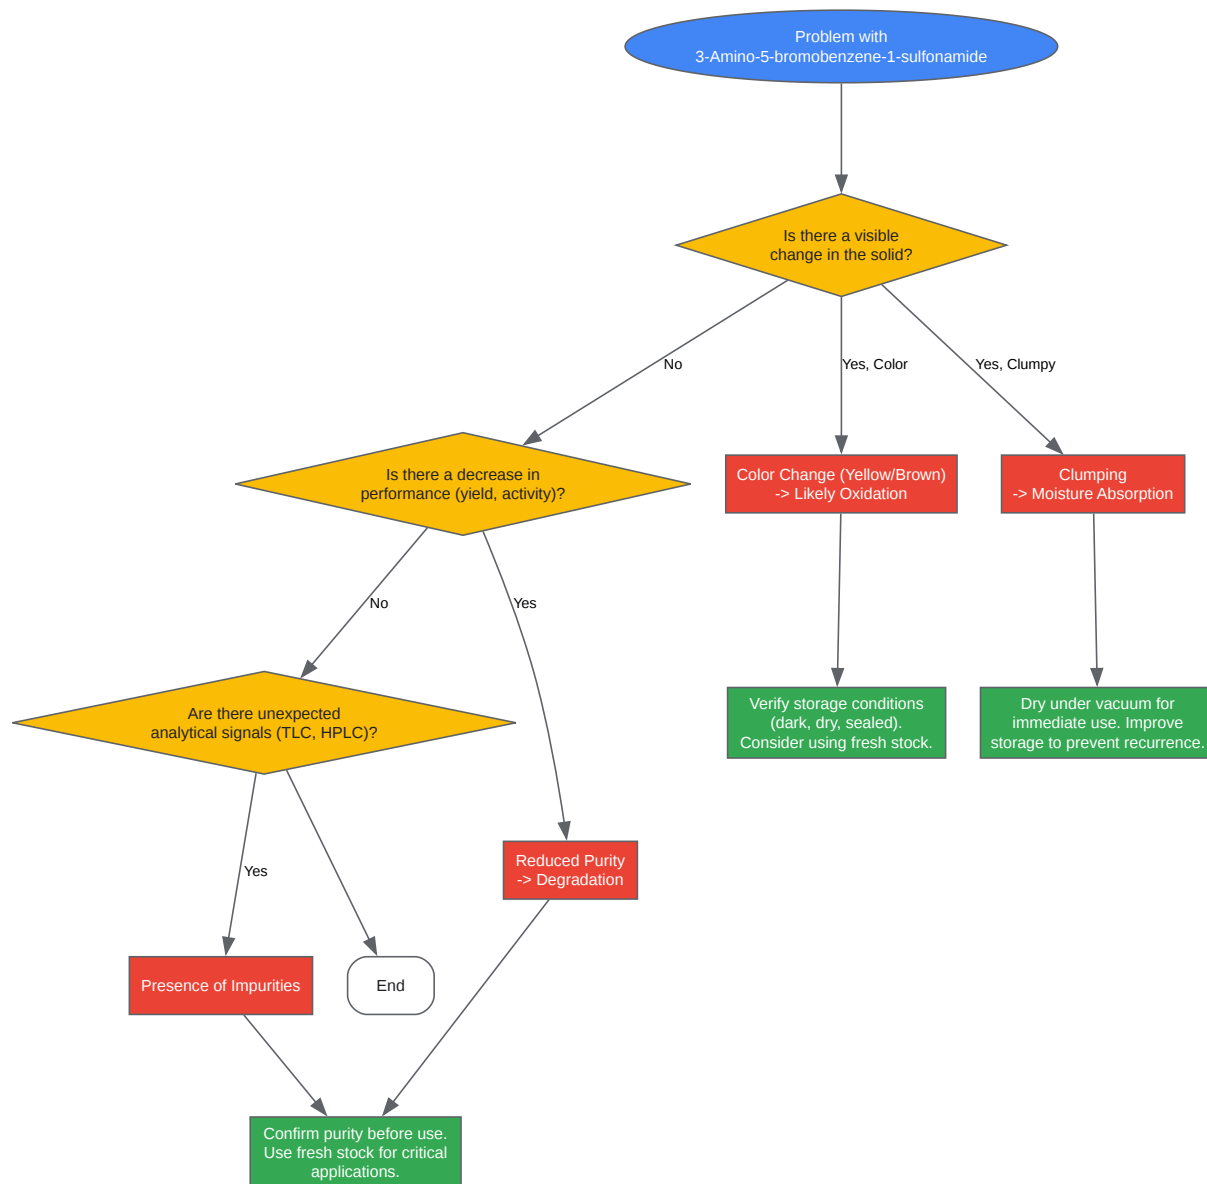 Problem with
3-Amino-5-bromobenzene-1-sulfonamide
Is there a visible
change in the solid?
No
Yes, Color
Yes, Clumpy
Is there a decrease in
performance (yield, activity)?
Color Change (Yellow/Brown)
-> Likely Oxidation
Clumping
-> Moisture Absorption
No
Yes
Are there unexpected
analytical signals (TLC, HPLC)?
Verify storage conditions
(dark, dry, sealed).
Consider using fresh stock.
Dry under vacuum for
immediate use. Improve
storage to prevent recurrence.
Yes
Reduced Purity
-> Degradation
Presence of Impurities
End
Confirm purity before use.
Use fresh stock for critical
applications.